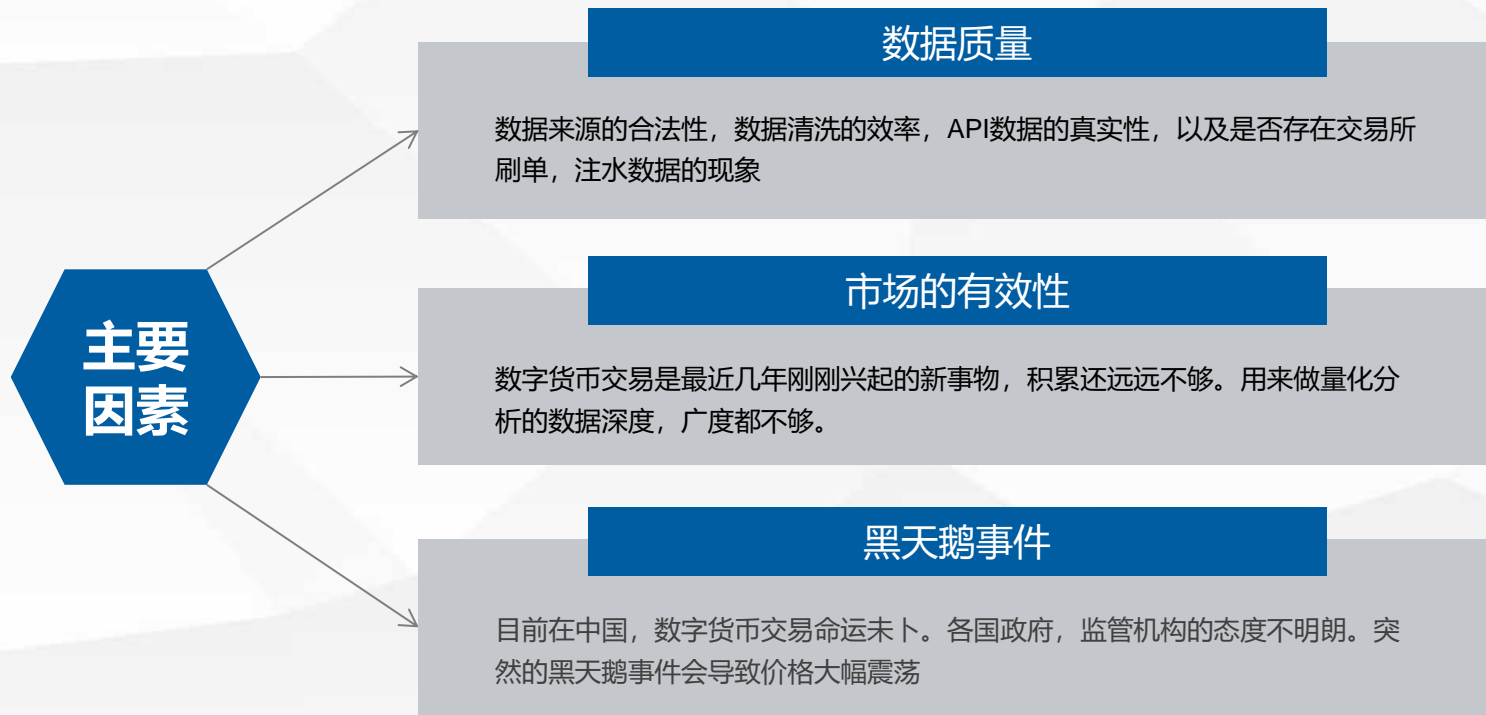 主要
因素
数据质量
数据来源的合法性，数据清洗的效率，API数据的真实性，以及是否存在交易所
刷单，注水数据的现象
市场的有效性
数字货币交易是最近几年刚刚兴起的新事物，积累还远远不够。用来做量化分
析的数据深度，广度都不够。
黑天鹅事件
目前在中国，数字货币交易命运未卜。各国政府，监管机构的态度不明朗。突
然的黑天鹅事件会导致价格大幅震荡